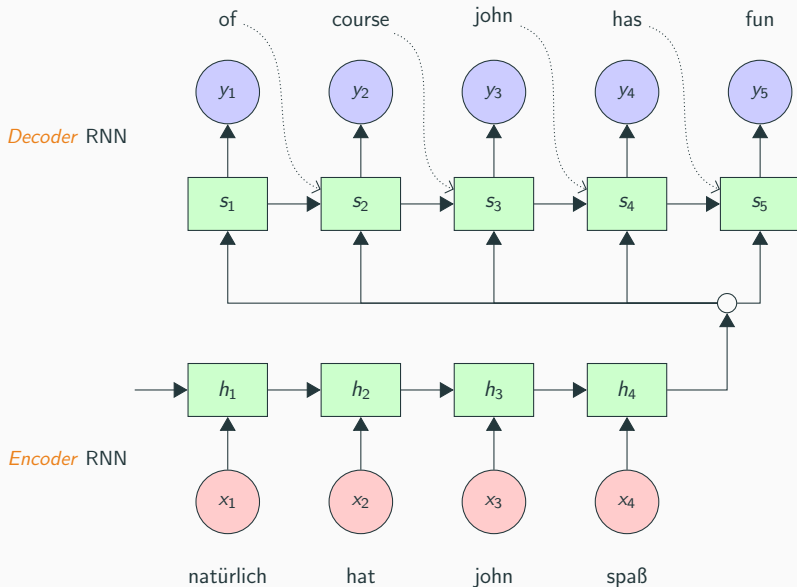 of course john has fun
y₁ y₂ y₃ y₄ y₅
Decoder RNN
s₁ s₂ s₃ s₄ s₅
h₁ h₂ h₃ h₄
Encoder RNN
x₁ x₂ x₃ x₄
natürlich hat john spaß